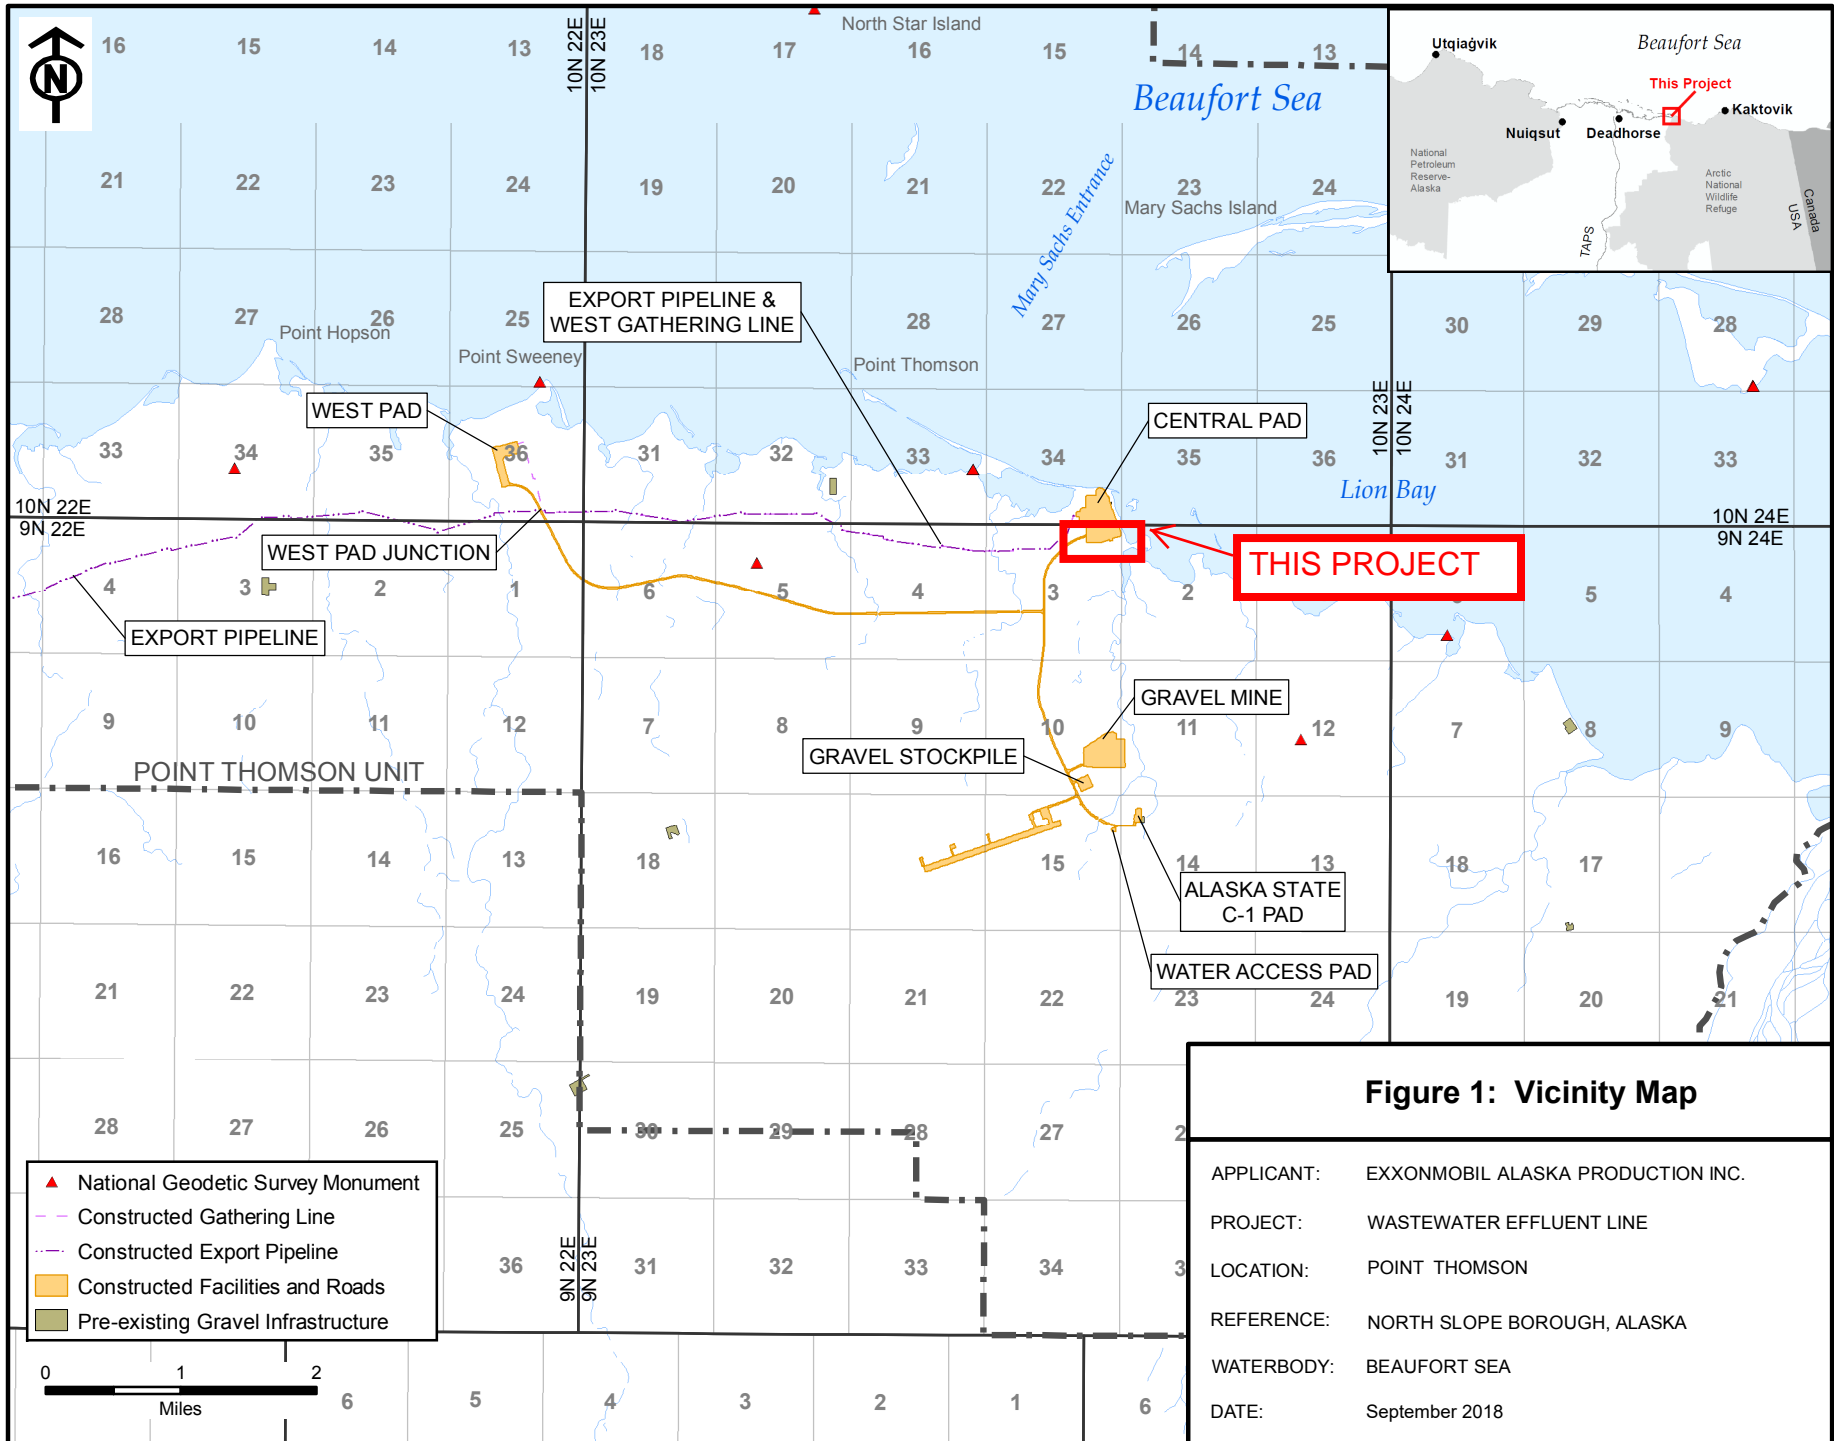 N
16 15 14 13 18 17 16 15 14 13
North Star Island
10N 22E
10N 23E
Beaufort Sea
Utqiaġvik
Beaufort Sea
This Project
Kaktovik
Nuiqsut
Deadhorse
National
Petroleum
Reserve-
Alaska
Arctic
National
Wildlife
Refuge
Canada
USA
TAPS
21 22 23 24 19 20 21 22 23 24
Mary Sachs Entrance
Mary Sachs Island
28 27 26 25 28 27 26 25 30 29 28
EXPORT PIPELINE &
WEST GATHERING LINE
Point Hopson
Point Sweeney
Point Thomson
10N 23E
10N 24E
WEST PAD
CENTRAL PAD
33 34 35 36 31 32 33 34 35 36 31 32 33
Lion Bay
10N 22E
9N 22E
10N 24E
9N 24E
WEST PAD JUNCTION
THIS PROJECT
4 3 2 1 6 5 4 3 2 5 4
EXPORT PIPELINE
GRAVEL MINE
9 10 11 12 7 8 9 10 11 12 7 8 9
GRAVEL STOCKPILE
POINT THOMSON UNIT
16 15 14 13 18 15 14 13 18 17
ALASKA STATE
C-1 PAD
WATER ACCESS PAD
21 22 23 24 19 20 21 22 23 24 19 20 21
28 27 26 25 30 29 28 27
36 31 32 33 34
9N 22E
9N 23E
6 5 4 3 2 1 6
National Geodetic Survey Monument
Constructed Gathering Line
Constructed Export Pipeline
Constructed Facilities and Roads
Pre-existing Gravel Infrastructure
0 1 2
Miles
Figure 1: Vicinity Map
APPLICANT: EXXONMOBIL ALASKA PRODUCTION INC.
PROJECT: WASTEWATER EFFLUENT LINE
LOCATION: POINT THOMSON
REFERENCE: NORTH SLOPE BOROUGH, ALASKA
WATERBODY: BEAUFORT SEA
DATE: September 2018